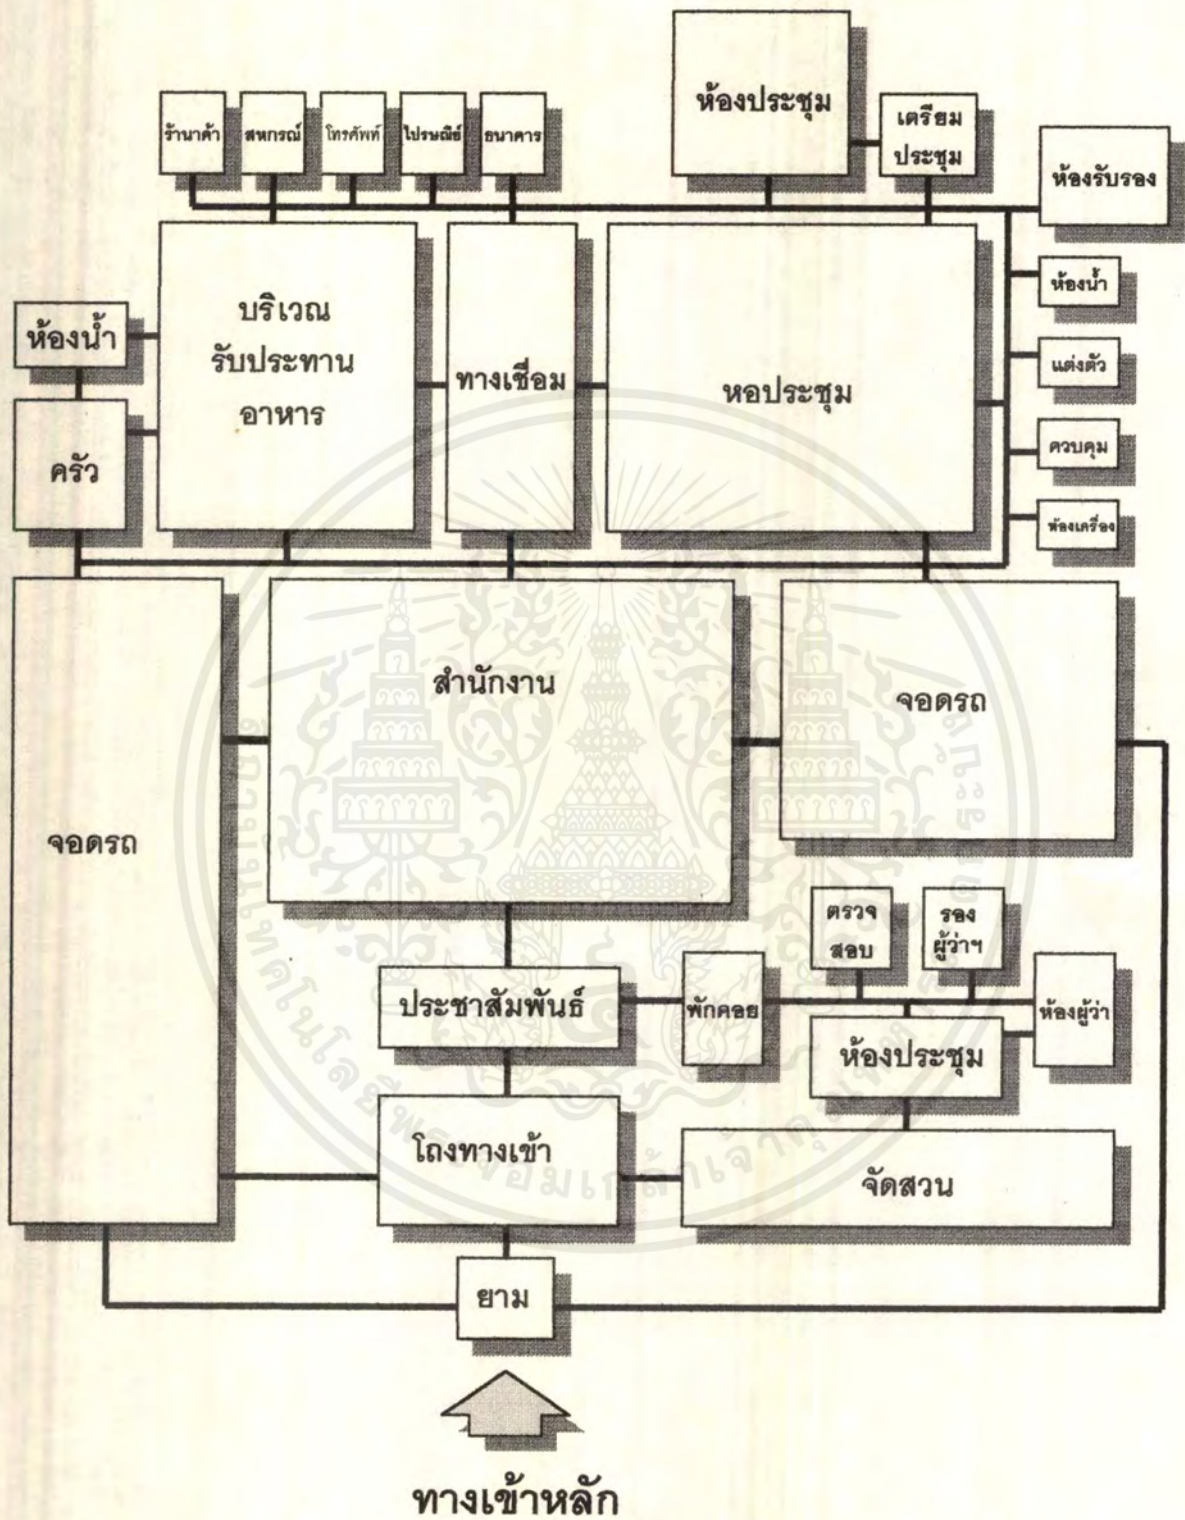 ห้องประชุม
ร้านาค้า
สหกรณ์
โทรศัพท์
ไปรษณีย์
ธนาคาร
เตรียม
ประชุม
ห้องรับรอง
บริเวณ
รับประทาน
อาหาร
ห้องน้ำ
ครัว
ทางเชื่อม
หอประชุม
ห้องน้ำ
แต่งตัว
ควบคุม
ห้องเครื่อง
สำนักงาน
จอดรถ
จอดรถ
ตรวจ
สอบ
รอง
ผู้ว่าฯ
ประชาสัมพันธ์
พักคอย
ห้องผู้ว่า
ห้องประชุม
โถงทางเข้า
จัดสวน
ยาม
ทางเข้าหลัก